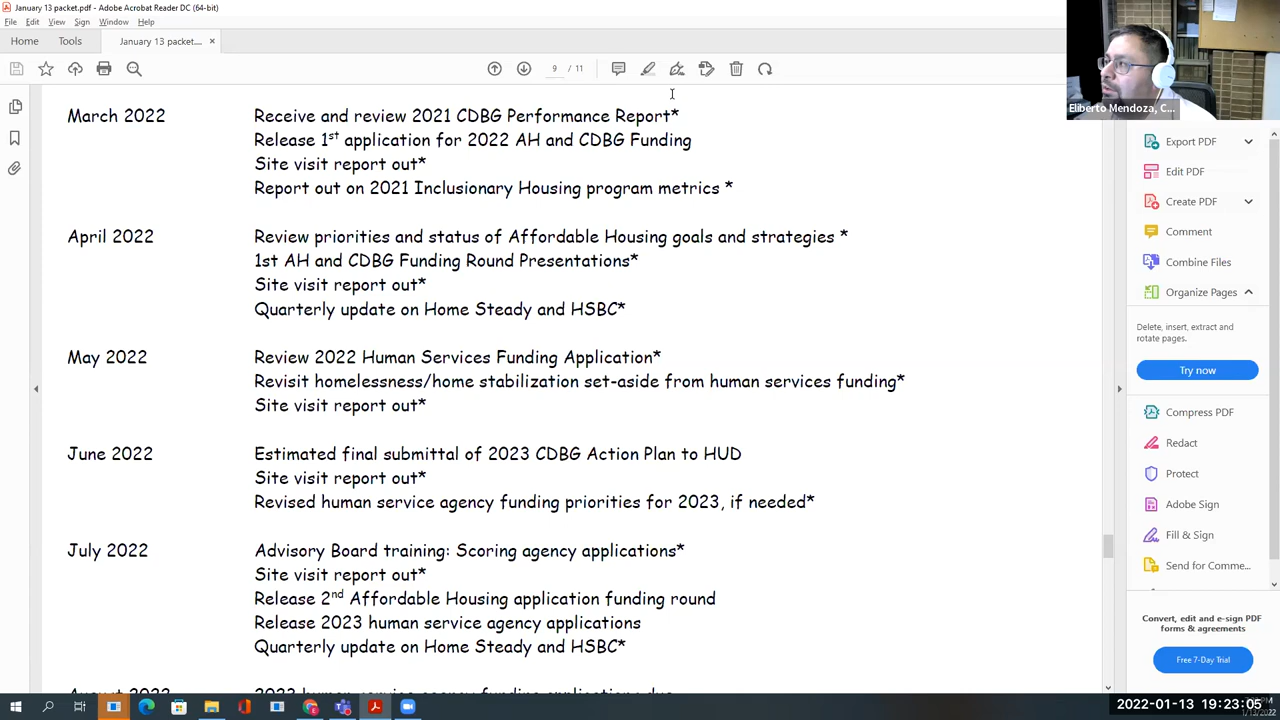 January 13 packet.pdf - Adobe Acrobat Reader DC (64-bit)
File Edit View Sign Window Help
Home Tools January 13 packet.... ×
9 / 11
March 2022 Receive and review 2021 CDBG Performance Report*
Release 1st application for 2022 AH and CDBG Funding
Site visit report out*
Report out on 2021 Inclusionary Housing program metrics *
April 2022 Review priorities and status of Affordable Housing goals and strategies *
1st AH and CDBG Funding Round Presentations*
Site visit report out*
Quarterly update on Home Steady and HSBC*
May 2022 Review 2022 Human Services Funding Application*
Revisit homelessness/home stabilization set-aside from human services funding*
Site visit report out*
June 2022 Estimated final submittal of 2023 CDBG Action Plan to HUD
Site visit report out*
Revised human service agency funding priorities for 2023, if needed*
July 2022 Advisory Board training: Scoring agency applications*
Site visit report out*
Release 2nd Affordable Housing application funding round
Release 2023 human service agency applications
Quarterly update on Home Steady and HSBC*
August 2022 2023 human service agency funding applications due
Eliberto Mendoza, C...
Export PDF
Edit PDF
Create PDF
Comment
Combine Files
Organize Pages
Delete, insert, extract and
rotate pages.
Try now
Compress PDF
Redact
Protect
Adobe Sign
Fill & Sign
Send for Comme...
Convert, edit and e-sign PDF
forms & agreements
Free 7-Day Trial
2022-01-13 19:23:05